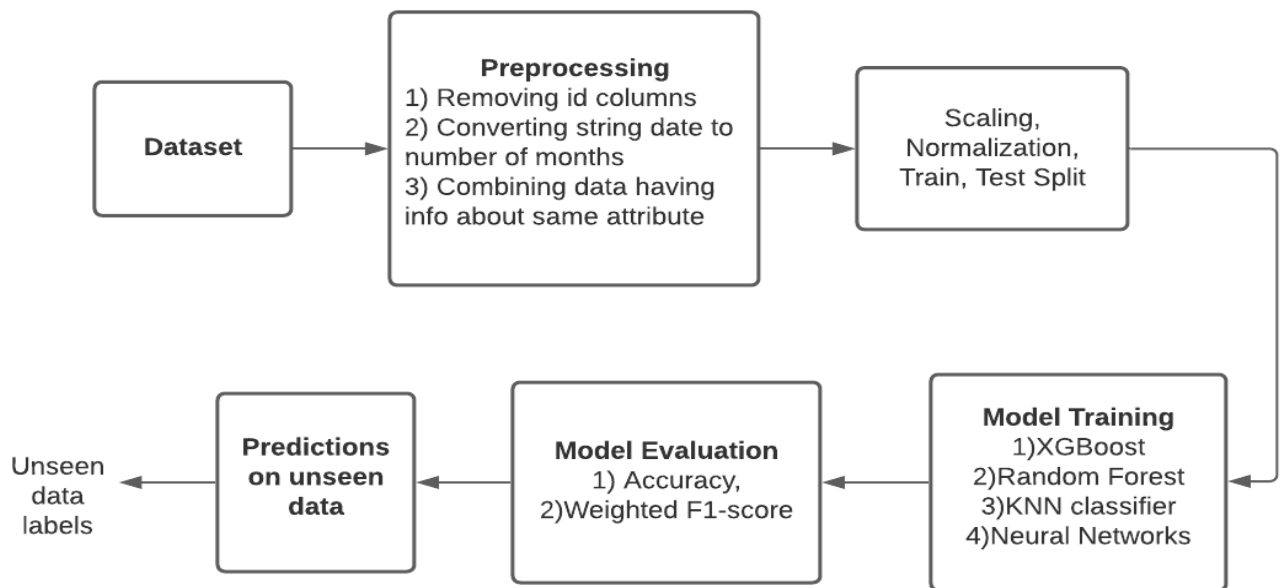 Dataset
Preprocessing
1) Removing id columns
2) Converting string date to
number of months
3) Combining data having
info about same attribute
Scaling,
Normalization,
Train, Test Split
Model Training
1)XGBoost
2)Random Forest
3)KNN classifier
4)Neural Networks
Model Evaluation
1) Accuracy,
2)Weighted F1-score
Predictions
on unseen
data
Unseen
data
labels